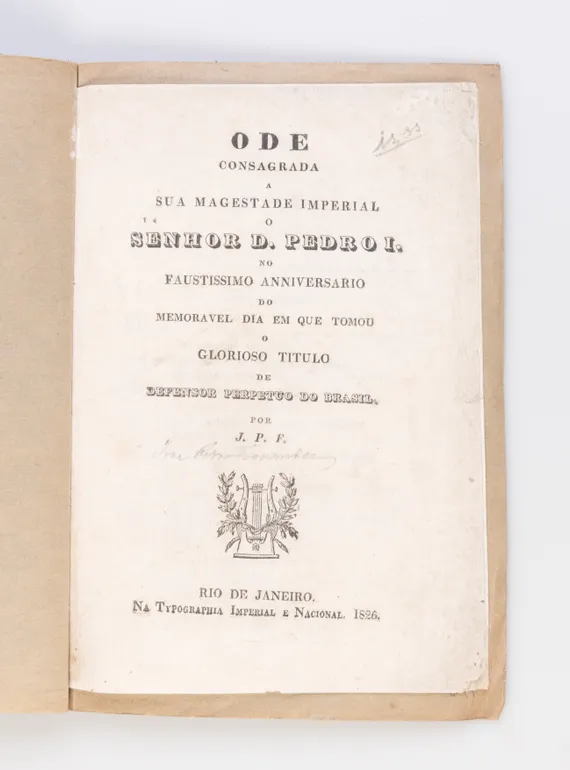 ODE
CONSAGRADA
A
SUA MAGESTADE IMPERIAL
O
SENHOR D. PEDRO I.
NO
FAUSTISSIMO ANNIVERSARIO
DO
MEMORAVEL DIA EM QUE TOMOU
O
GLORIOSO TITULO
DE
DEFENSOR PERPETUO DO BRASIL,
POR
J. P. F.
RIO DE JANEIRO.
NA TYPOGRAPHIA IMPERIAL E NACIONAL. 1826.